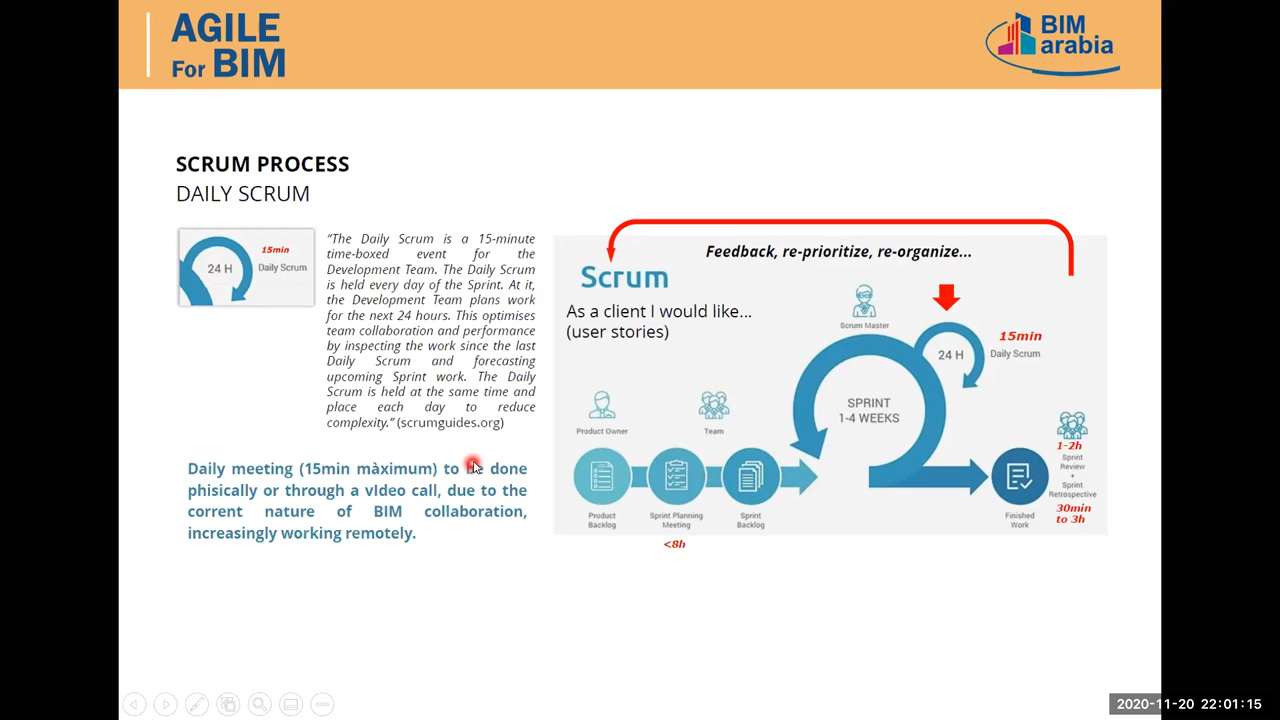 AGILE
For BIM
BIM
arabia
SCRUM PROCESS
DAILY SCRUM
15min
24 H
Daily Scrum
“The Daily Scrum is a 15-minute
time-boxed event for the
Development Team. The Daily Scrum
is held every day of the Sprint. At it,
the Development Team plans work
for the next 24 hours. This optimises
team collaboration and performance
by inspecting the work since the last
Daily Scrum and forecasting
upcoming Sprint work. The Daily
Scrum is held at the same time and
place each day to reduce
complexity.” (scrumguides.org)
Daily meeting (15min màximum) to be done
phisically or through a video call, due to the
corrent nature of BIM collaboration,
increasingly working remotely.
Feedback, re-prioritize, re-organize...
Scrum
As a client I would like...
(user stories)
Scrum Master
15min
24 H
Daily Scrum
SPRINT
1-4 WEEKS
Product Owner
Team
1-2h
Sprint
Review
+
Sprint
Retrospective
30min
to 3h
Product
Backlog
Sprint Planning
Meeting
Sprint
Backlog
Finished
Work
<8h
2020-11-20 22:01:15